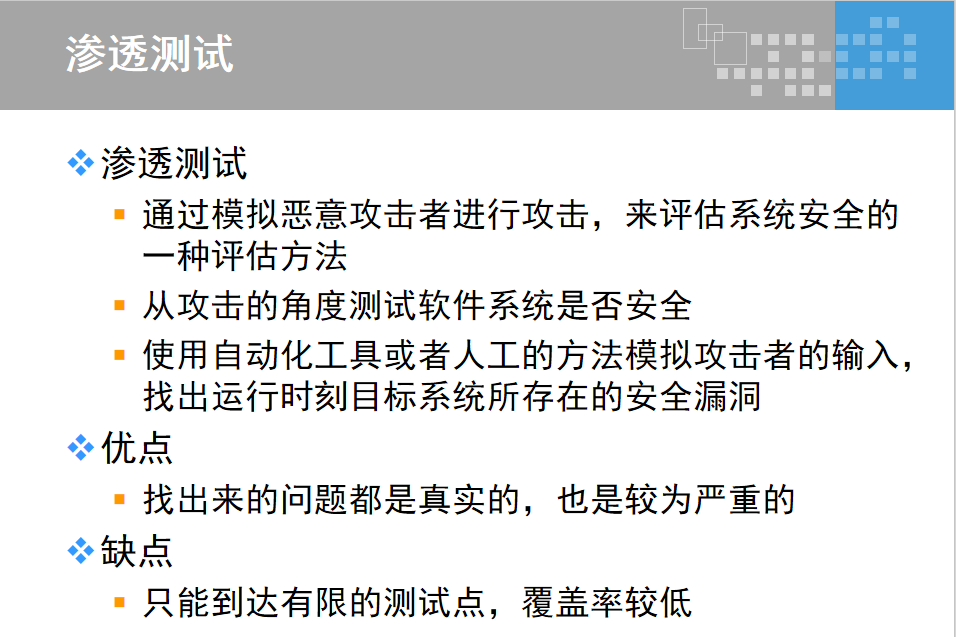 渗透测试
渗透测试
通过模拟恶意攻击者进行攻击，来评估系统安全的
一种评估方法
从攻击的角度测试软件系统是否安全
使用自动化工具或者人工的方法模拟攻击者的输入，
找出运行时刻目标系统所存在的安全漏洞
优点
找出来的问题都是真实的，也是较为严重的
缺点
只能到达有限的测试点，覆盖率较低